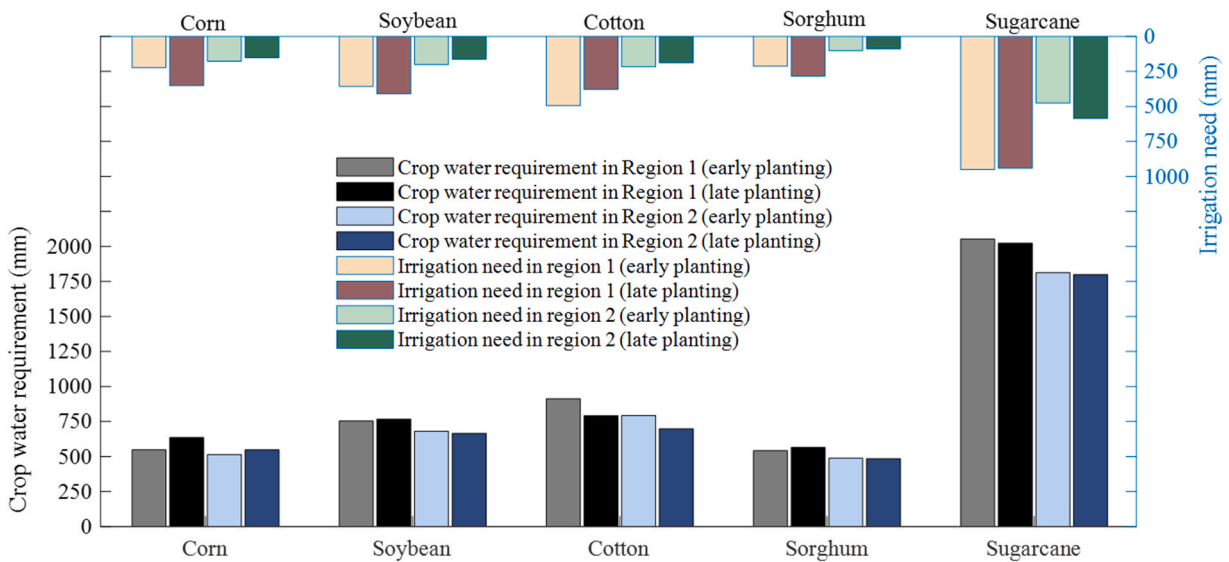 Corn
Soybean
Cotton
Sorghum
Sugarcane
0
250
500
750
1000
Irrigation need (mm)
Crop water requirement in Region 1 (early planting)
Crop water requirement in Region 1 (late planting)
Crop water requirement in Region 2 (early planting)
Crop water requirement in Region 2 (late planting)
Irrigation need in region 1 (early planting)
Irrigation need in region 1 (late planting)
Irrigation need in region 2 (early planting)
Irrigation need in region 2 (late planting)
Crop water requirement (mm)
2000
1750
1500
1250
1000
750
500
250
0
Corn
Soybean
Cotton
Sorghum
Sugarcane